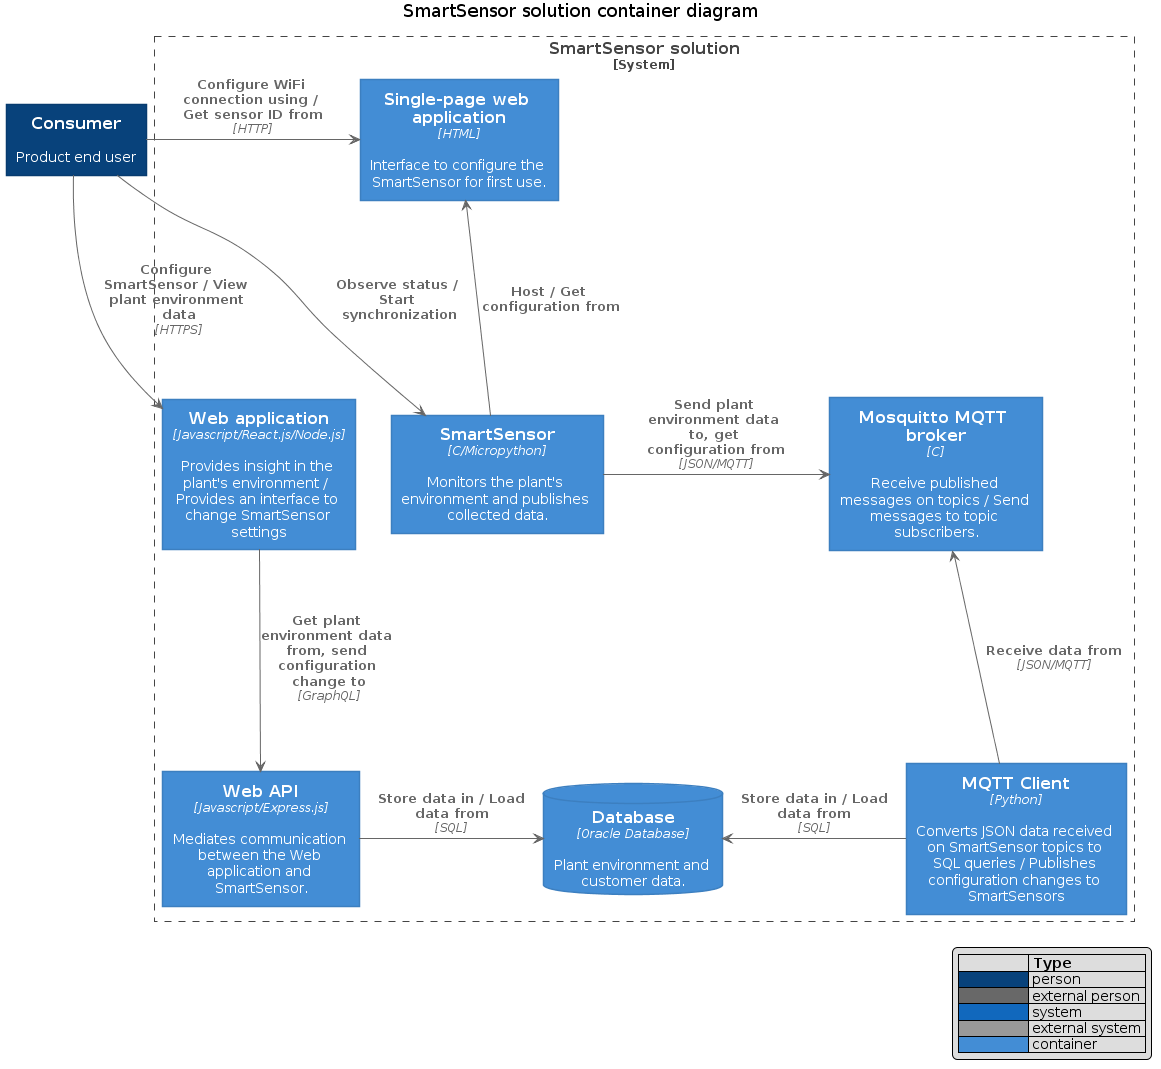 SmartSensor solution container diagram
SmartSensor solution
[System]
Configure WiFi
connection using /
Get sensor ID from
[HTTP]
Consumer
Product end user
Single-page web
application
[HTML]
Interface to configure the
SmartSensor for first use.
Configure
SmartSensor / View
plant environment
data
[HTTPS]
Observe status /
Start
synchronization
Host / Get
configuration from
Web application
[Javascript/React.js/Node.js]
Provides insight in the
plant's environment /
Provides an interface to
change SmartSensor
settings
SmartSensor
[C/Micropython]
Monitors the plant's
environment and publishes
collected data.
Send plant
environment data
to, get
configuration from
[JSON/MQTT]
Mosquitto MQTT
broker
[C]
Receive published
messages on topics / Send
messages to topic
subscribers.
Get plant
environment data
from, send
configuration
change to
[GraphQL]
Receive data from
[JSON/MQTT]
Web API
[Javascript/Express.js]
Mediates communication
between the Web
application and
SmartSensor.
Store data in / Load
data from
[SQL]
Database
[Oracle Database]
Plant environment and
customer data.
Store data in / Load
data from
[SQL]
MQTT Client
[Python]
Converts JSON data received
on SmartSensor topics to
SQL queries / Publishes
configuration changes to
SmartSensors
Type
person
external person
system
external system
container